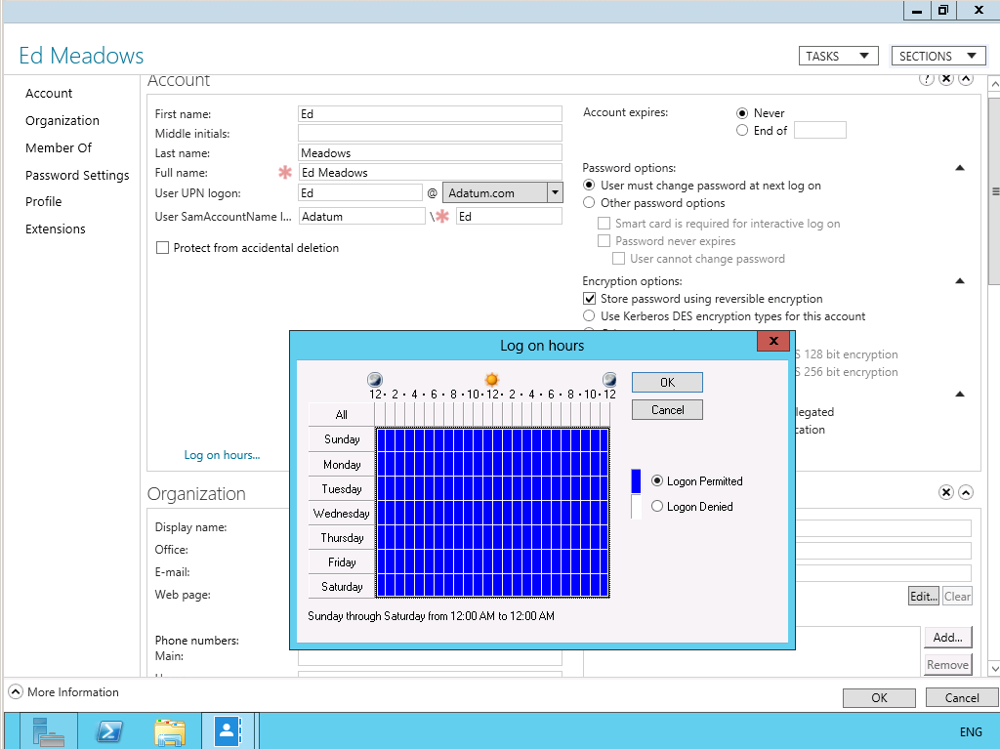 Ed Meadows
TASKS
SECTIONS
Account
Organization
Member Of
Password Settings
Profile
Extensions
Account
?
First name:
Ed
Middle initials:
Last name:
Meadows
Full name:
Ed Meadows
User UPN logon:
Ed
@
Adatum.com
User SamAccountName l...
Adatum
\
Ed
Protect from accidental deletion
Account expires:
Never
End of
Password options:
User must change password at next log on
Other password options
Smart card is required for interactive log on
Password never expires
User cannot change password
Encryption options:
Store password using reversible encryption
Use Kerberos DES encryption types for this account
S 128 bit encryption
S 256 bit encryption
legated
cation
Log on hours...
Log on hours
x
12 · 2 · 4 · 6 · 8 · 10 · 12 · 2 · 4 · 6 · 8 · 10 · 12
All
Sunday
Monday
Tuesday
Wednesday
Thursday
Friday
Saturday
OK
Cancel
Logon Permitted
Logon Denied
Sunday through Saturday from 12:00 AM to 12:00 AM
Organization
Display name:
Office:
E-mail:
Web page:
Edit...
Clear
Phone numbers:
Main:
Add...
Remove
More Information
OK
Cancel
ENG